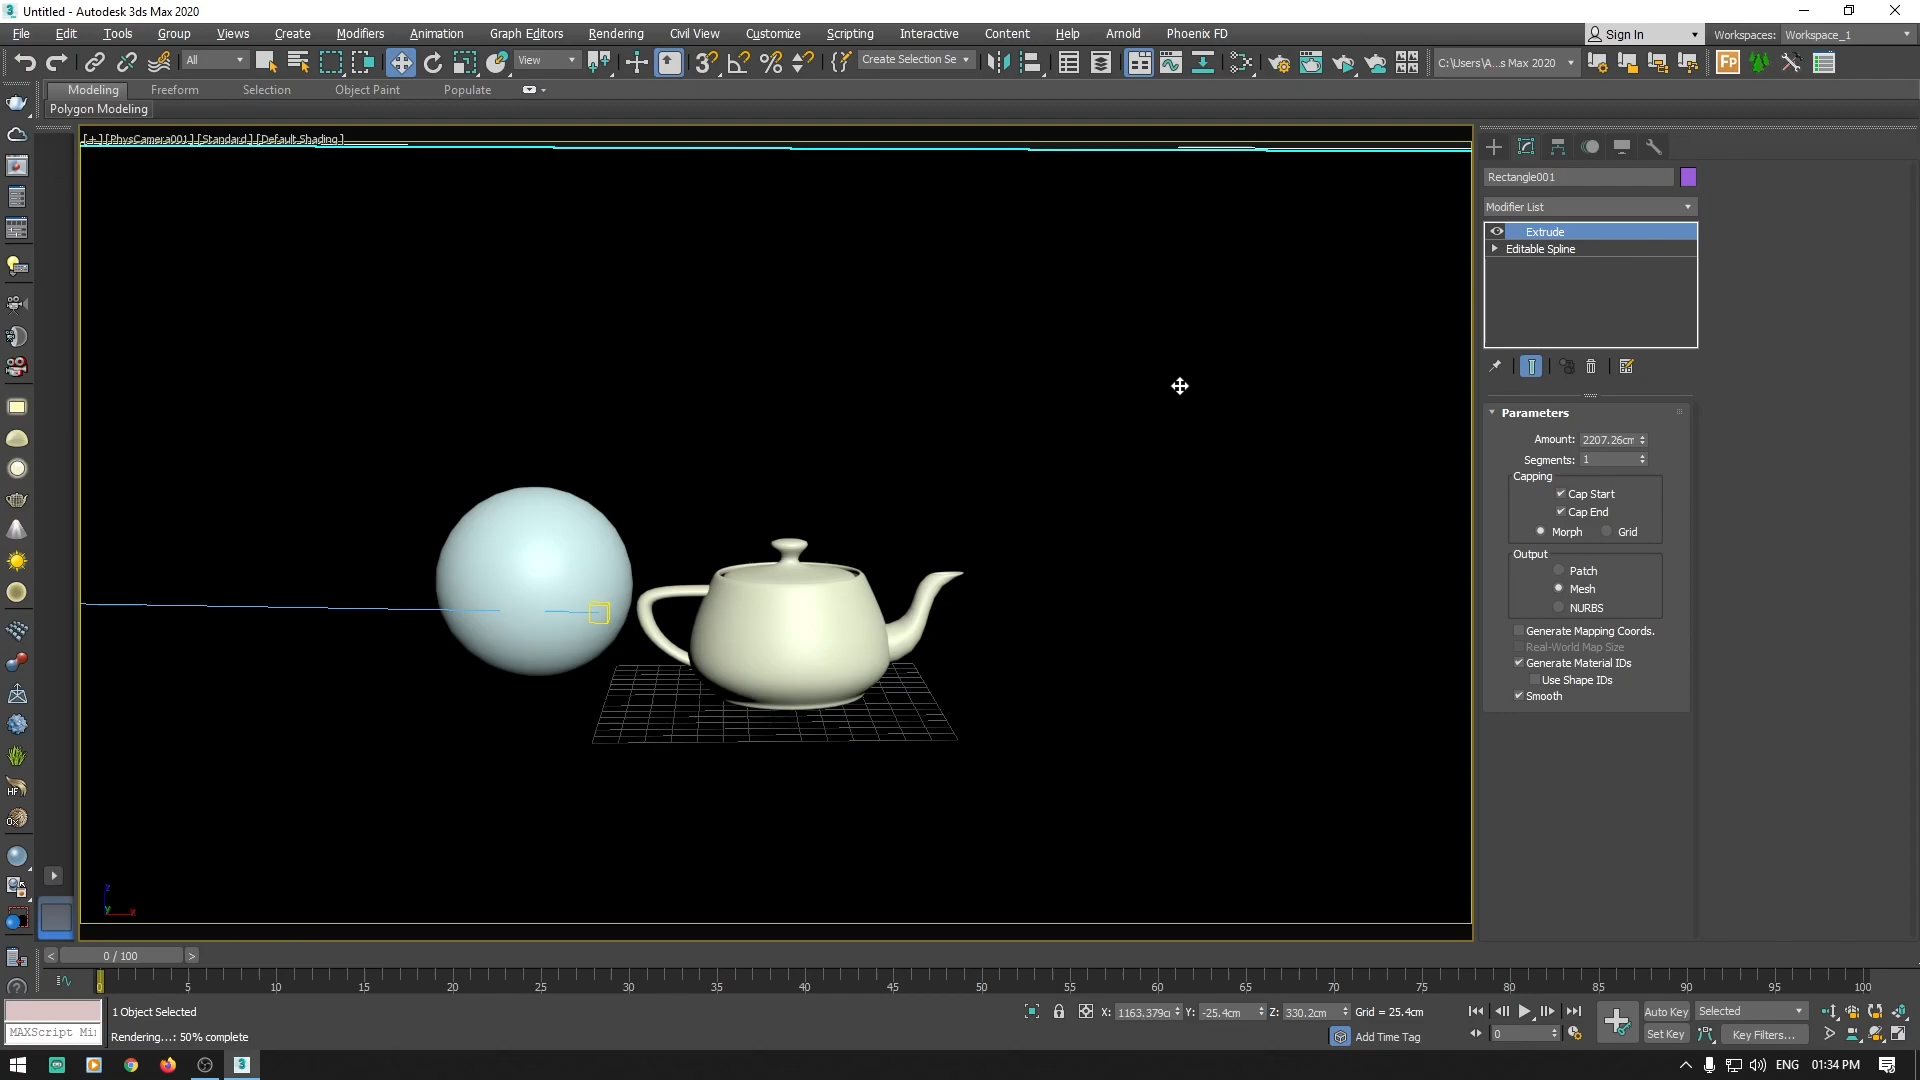 Untitled - Autodesk 3ds Max 2020
File Edit Tools Group Views Create Modifiers Animation Graph Editors Rendering Civil View Customize Scripting Interactive Content Help Arnold Phoenix FD Sign In Workspaces: Workspace_1
All View Create Selection Se C:\Users\A...s Max 2020
Modeling Freeform Selection Object Paint Populate
Polygon Modeling
[+] [PhysCamera001] [Standard] [Default Shading]
Rectangle001
Modifier List
Extrude
Editable Spline
Parameters
Amount: 2207.26cm
Segments: 1
Capping
Cap Start
Cap End
Morph Grid
Output
Patch
Mesh
NURBS
Generate Mapping Coords.
Real-World Map Size
Generate Material IDs
Use Shape IDs
Smooth
z
y x
< 0 / 100 >
0 5 10 15 20 25 30 35 40 45 50 55 60 65 70 75 80 85 90 95 100
1 Object Selected X: 1163.379c Y: -25.4cm Z: 330.2cm Grid = 25.4cm Auto Key Selected
MAXScript Mi Rendering...: 50% complete Add Time Tag 0 Set Key Key Filters...
ENG 01:34 PM